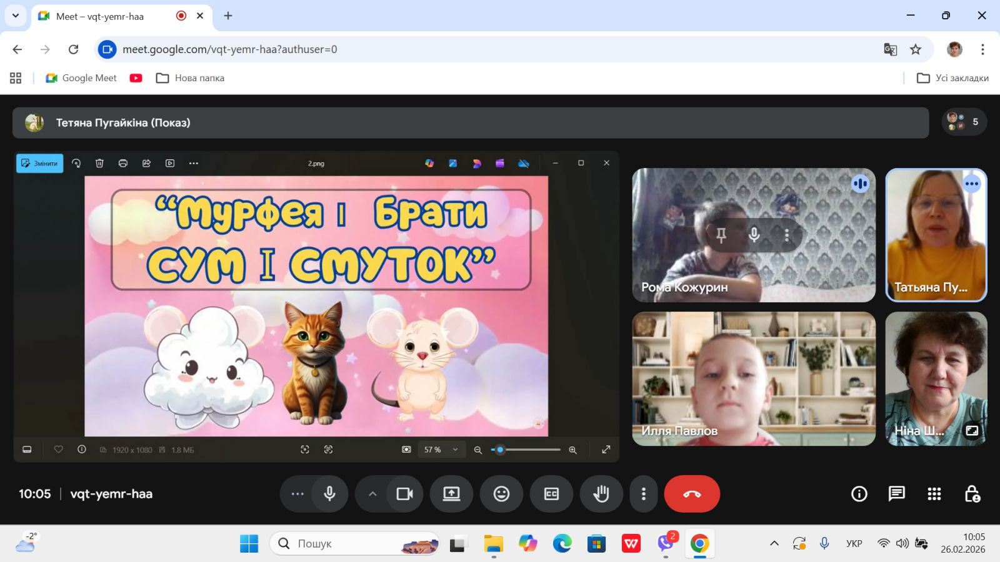 Meet – vqt-yemr-haa
meet.google.com/vqt-yemr-haa?authuser=0
Google Meet
Нова папка
Усі закладки
Тетяна Пугайкіна (Показ)
5
Змінити
2.png
“Мурфея і Брати
СУМ І СМУТОК”
1920 x 1080
1.8 МБ
57 %
Рома Кожурин
Татьяна Пу...
Илля Павлов
Ніна Ш...
10:05
vqt-yemr-haa
CC
-2°
Пошук
2
УКР
10:05
26.02.2026